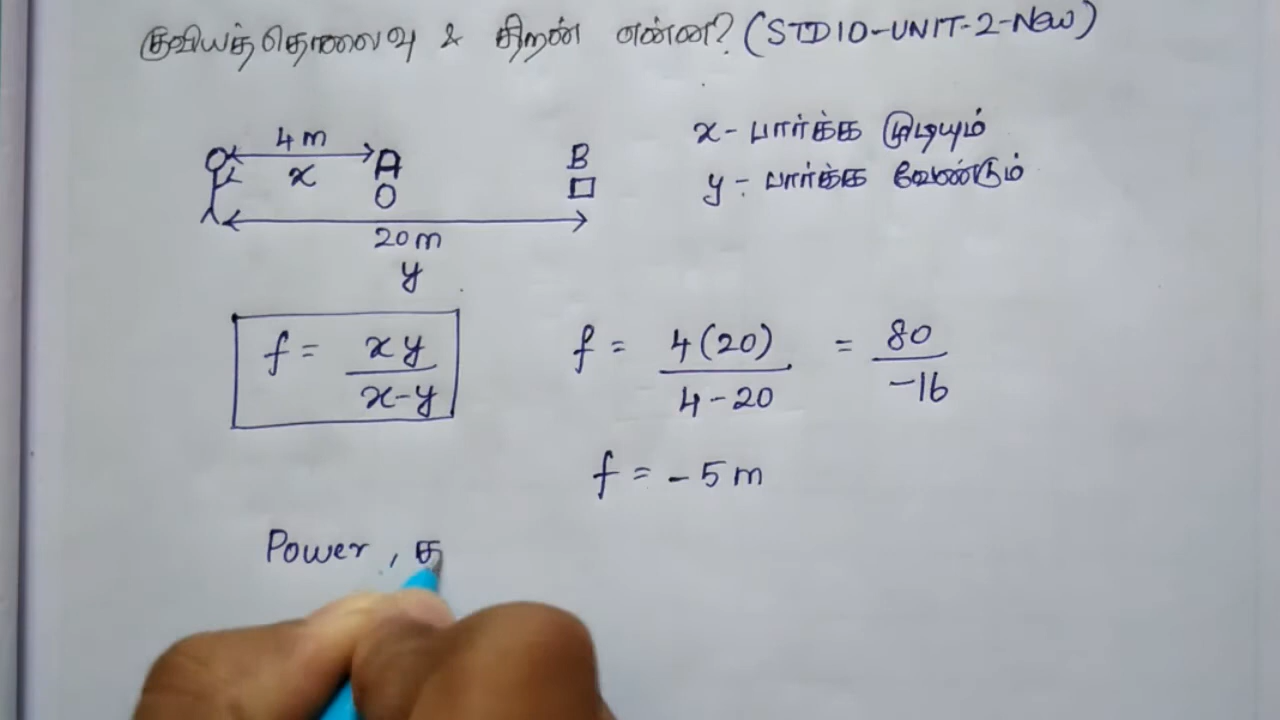 குவியத்தொலைவு & திறன் என்ன? (STD10-UNIT-2-New)
4m
x
A
B
20m
y
x - பார்க்க முடியும்
y - பார்க்க வேண்டும்
f = xy / x-y
f = 4(20) / 4-20 = 80 / -16
f = -5m
Power, த